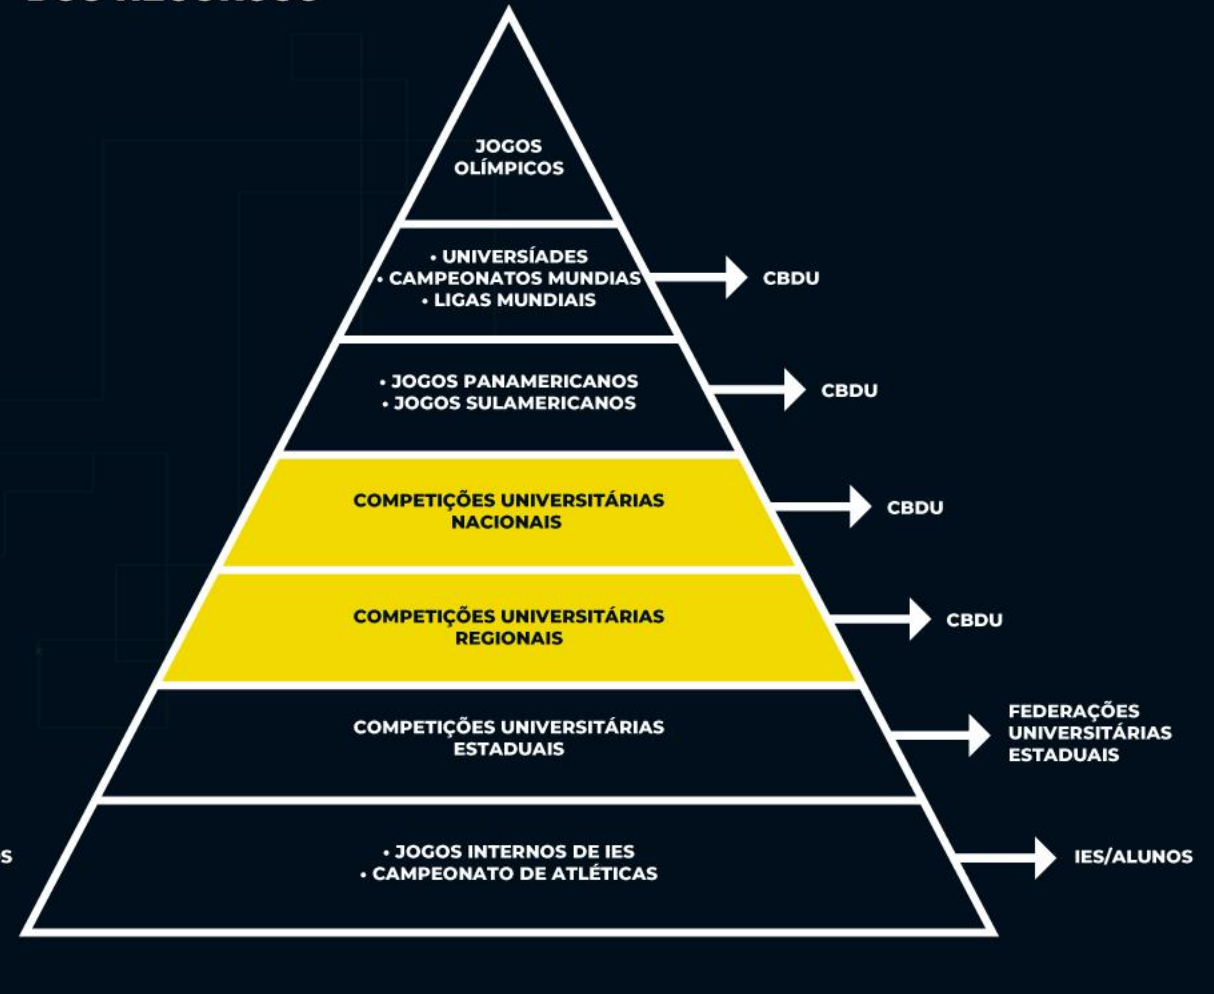 JOGOS
OLÍMPICOS
• UNIVERSÍADES
• CAMPEONATOS MUNDIAS
• LIGAS MUNDIAIS
CBDU
• JOGOS PANAMERICANOS
• JOGOS SULAMERICANOS
CBDU
COMPETIÇÕES UNIVERSITÁRIAS
NACIONAIS
CBDU
COMPETIÇÕES UNIVERSITÁRIAS
REGIONAIS
CBDU
COMPETIÇÕES UNIVERSITÁRIAS
ESTADUAIS
FEDERAÇÕES
UNIVERSITÁRIAS
ESTADUAIS
• JOGOS INTERNOS DE IES
• CAMPEONATO DE ATLÉTICAS
IES/ALUNOS